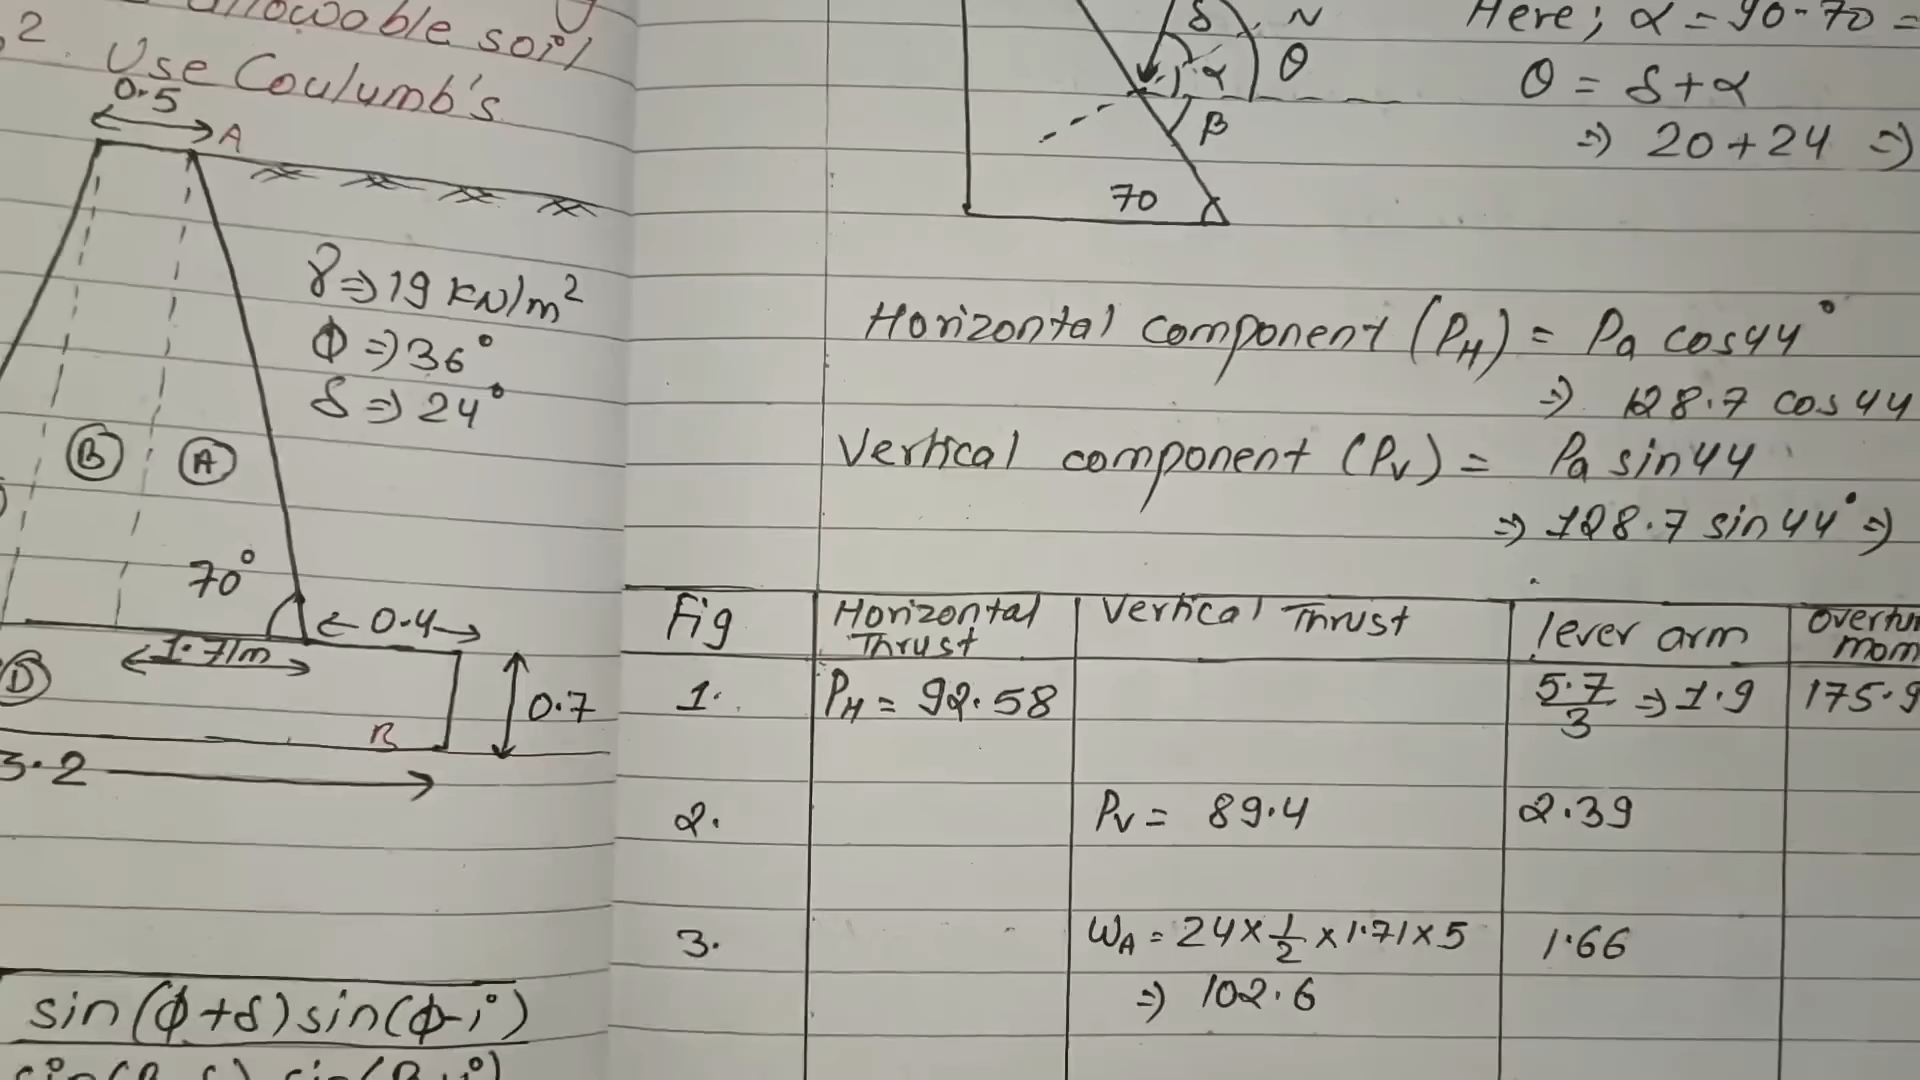 allowable soil
2. Use Coulumb's
0.5
A
γ ⇒ 19 KN/m²
ϕ ⇒ 36°
δ ⇒ 24°
B
A
70°
0.4
1.71m
D
0.7
B
3.2
sin(ϕ+δ) sin(ϕ-i°)
δ
N
α
θ
β
70
Here; α = 90-70 =
θ = δ+α
⇒ 20+24 ⇒
Horizontal component (PH) = Pa cos44°
⇒ 128.7 cos44
Vertical component (Pv) = Pa sin44
⇒ 128.7 sin44° ⇒
Fig
Horizontal Thrust
Vertical Thrust
lever arm
1.
PH = 92.58
5.7/3 ⇒ 1.9
175.9
2.
Pv = 89.4
2.39
3.
WA = 24 × 1/2 × 1.71 × 5
1.66
⇒ 102.6